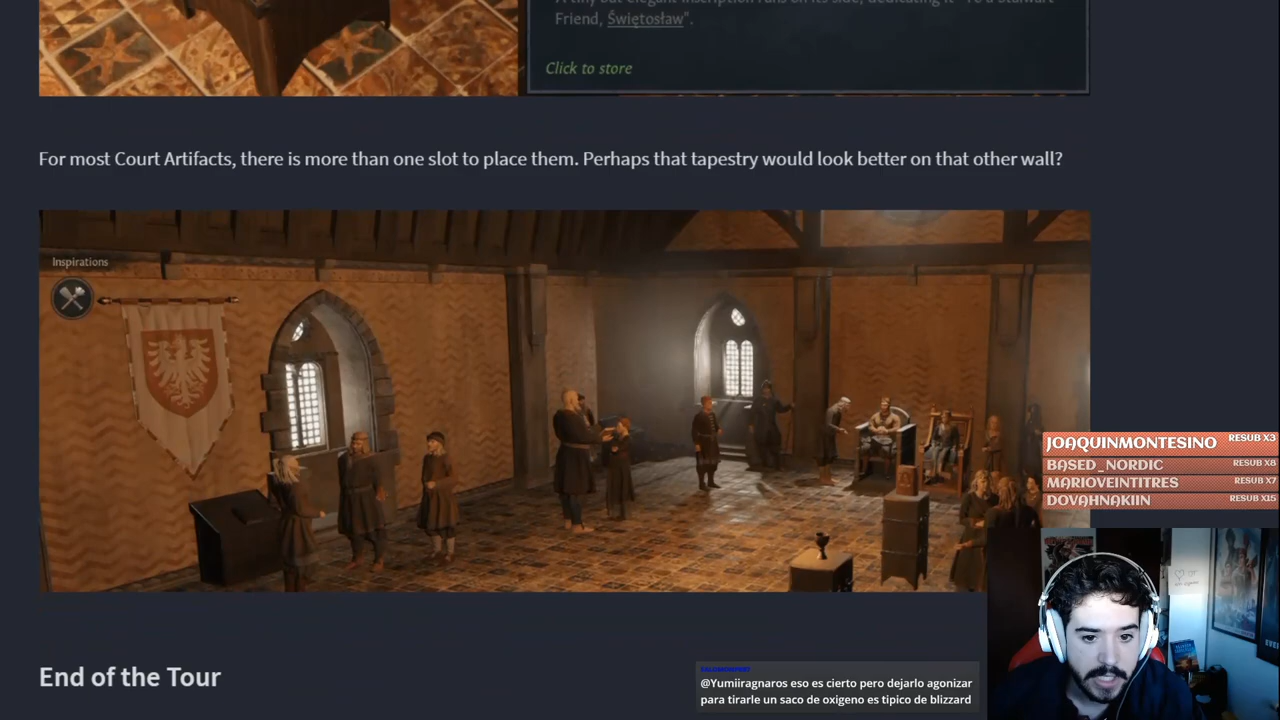 Friend, Świętosław".
Click to store
For most Court Artifacts, there is more than one slot to place them. Perhaps that tapestry would look better on that other wall?
Inspirations
JOAQUINMONTESINO RESUB X3
BASED_NORDIC RESUB X8
MARIOVEINTITRES RESUB X7
DOVAHNAKIIN RESUB X15
End of the Tour
@Yumiiragnaros eso es cierto pero dejarlo agonizar
para tirarle un saco de oxigeno es tipico de blizzard